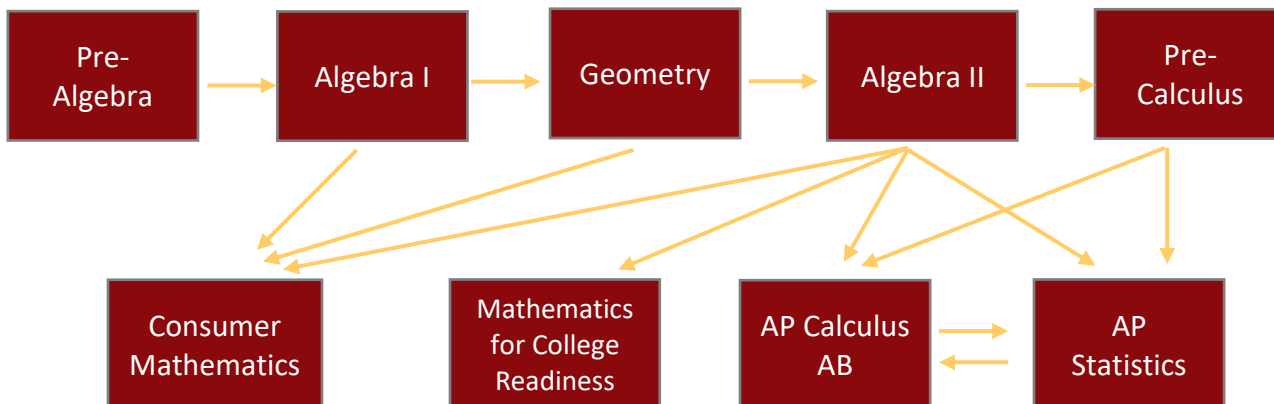 Pre-
Algebra
Algebra I
Geometry
Algebra II
Pre-
Calculus
Consumer
Mathematics
Mathematics
for College
Readiness
AP Calculus
AB
AP
Statistics